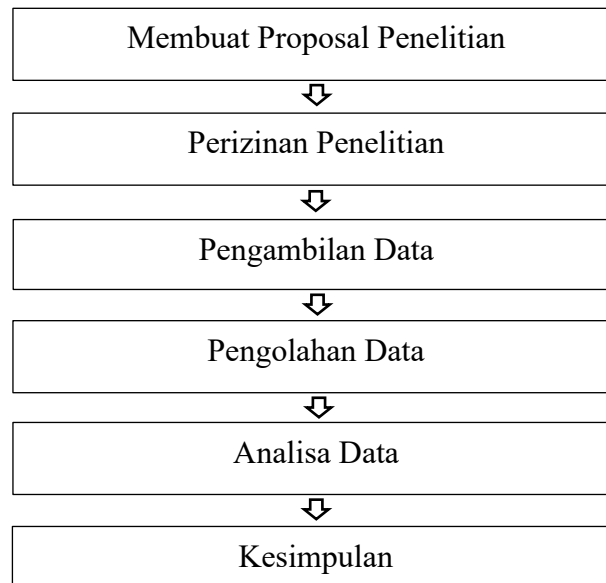 Membuat Proposal Penelitian
Perizinan Penelitian
Pengambilan Data
Pengolahan Data
Analisa Data
Kesimpulan